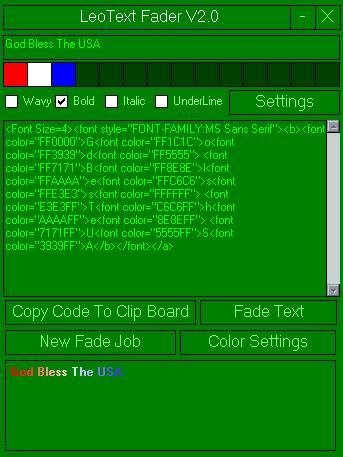 LeoText Fader V2.0 - X
God Bless The USA
Wavy Bold Italic UnderLine Settings
<Font Size=4><font style="FONT-FAMILY:MS Sans Serif"><b><font
color="FF0000">G<font color="FF1C1C">o<font
color="FF3939">d<font color="FF5555"> <font
color="FF7171">B<font color="FF8E8E">l<font
color="FFAAAA">e<font color="FFC6C6">s<font
color="FFE3E3">s<font color="FFFFFF"> <font
color="E3E3FF">T<font color="C6C6FF">h<font
color="AAAAFF">e<font color="8E8EFF"> <font
color="7171FF">U<font color="5555FF">S<font
color="3939FF">A</b></font></a>
Copy Code To Clip Board Fade Text
New Fade Job Color Settings
God Bless The USA